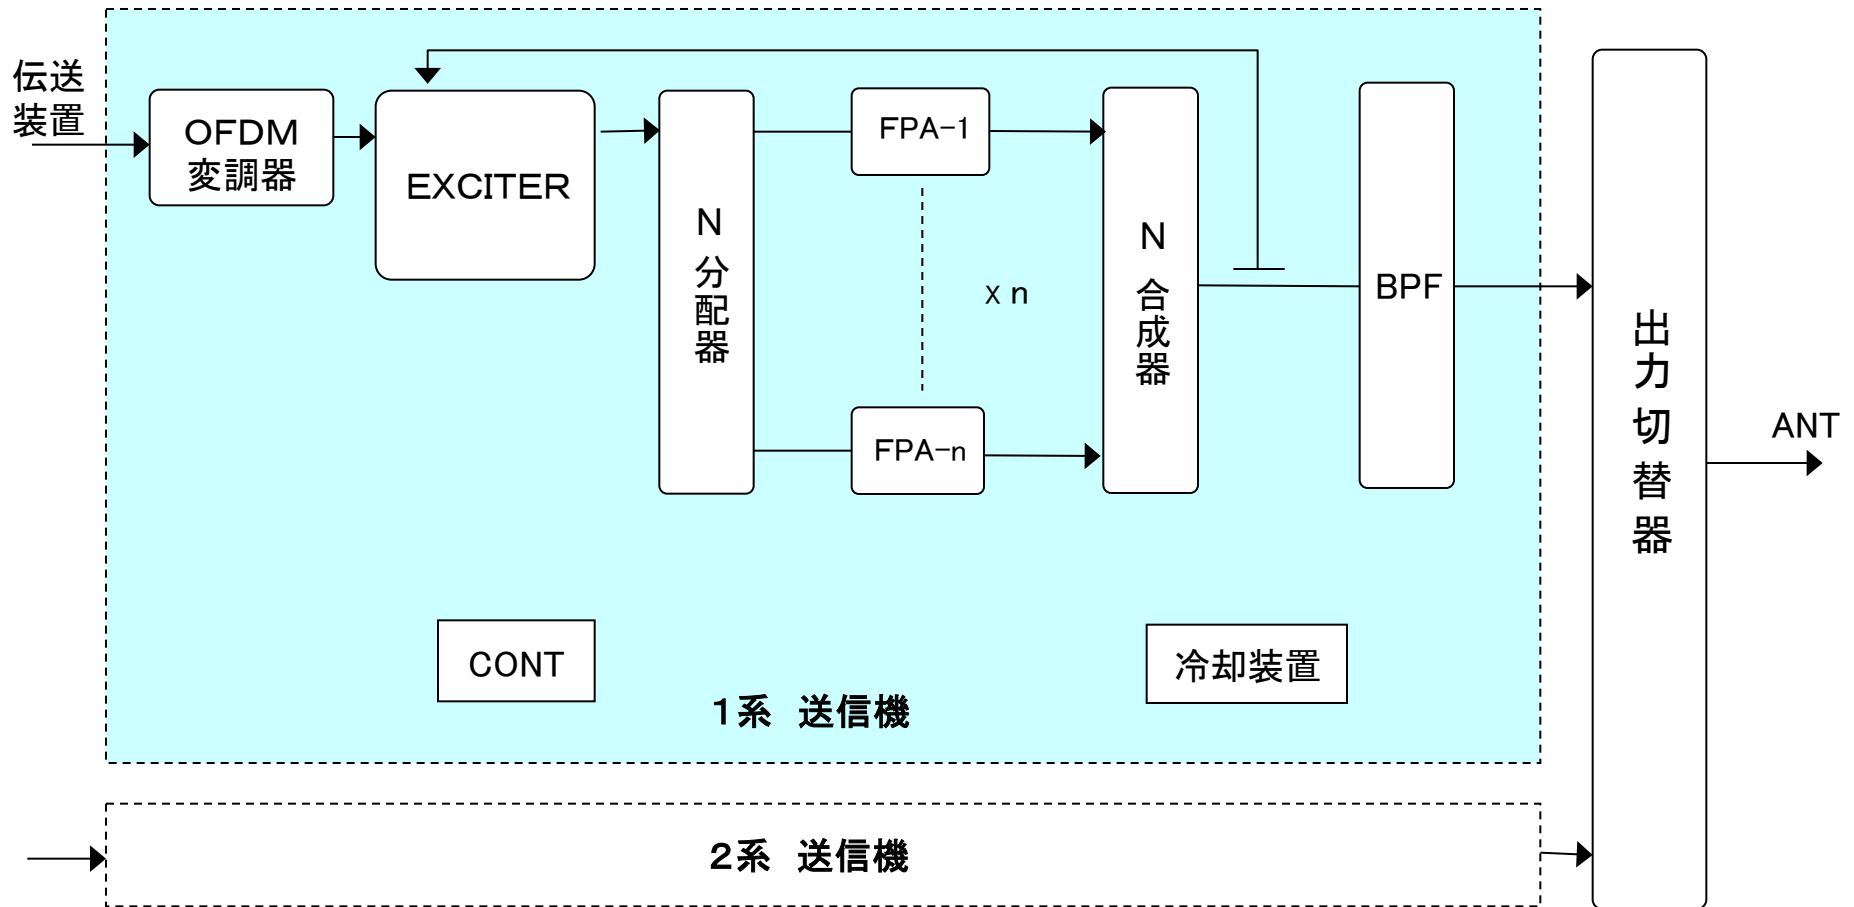 伝送
装置
OFDM
変調器
EXCITER
N
分
配
器
FPA-1
x n
FPA-n
N
合
成
器
BPF
出
力
切
替
器
ANT
CONT
冷却装置
1系 送信機
2系 送信機